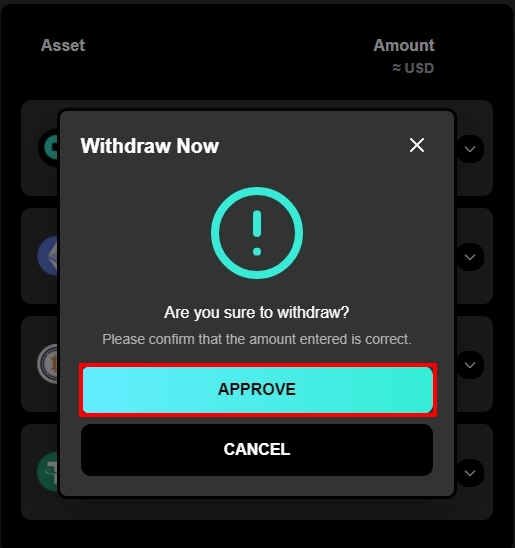 Asset
Amount
≈ USD
Withdraw Now
Are you sure to withdraw?
Please confirm that the amount entered is correct.
APPROVE
CANCEL